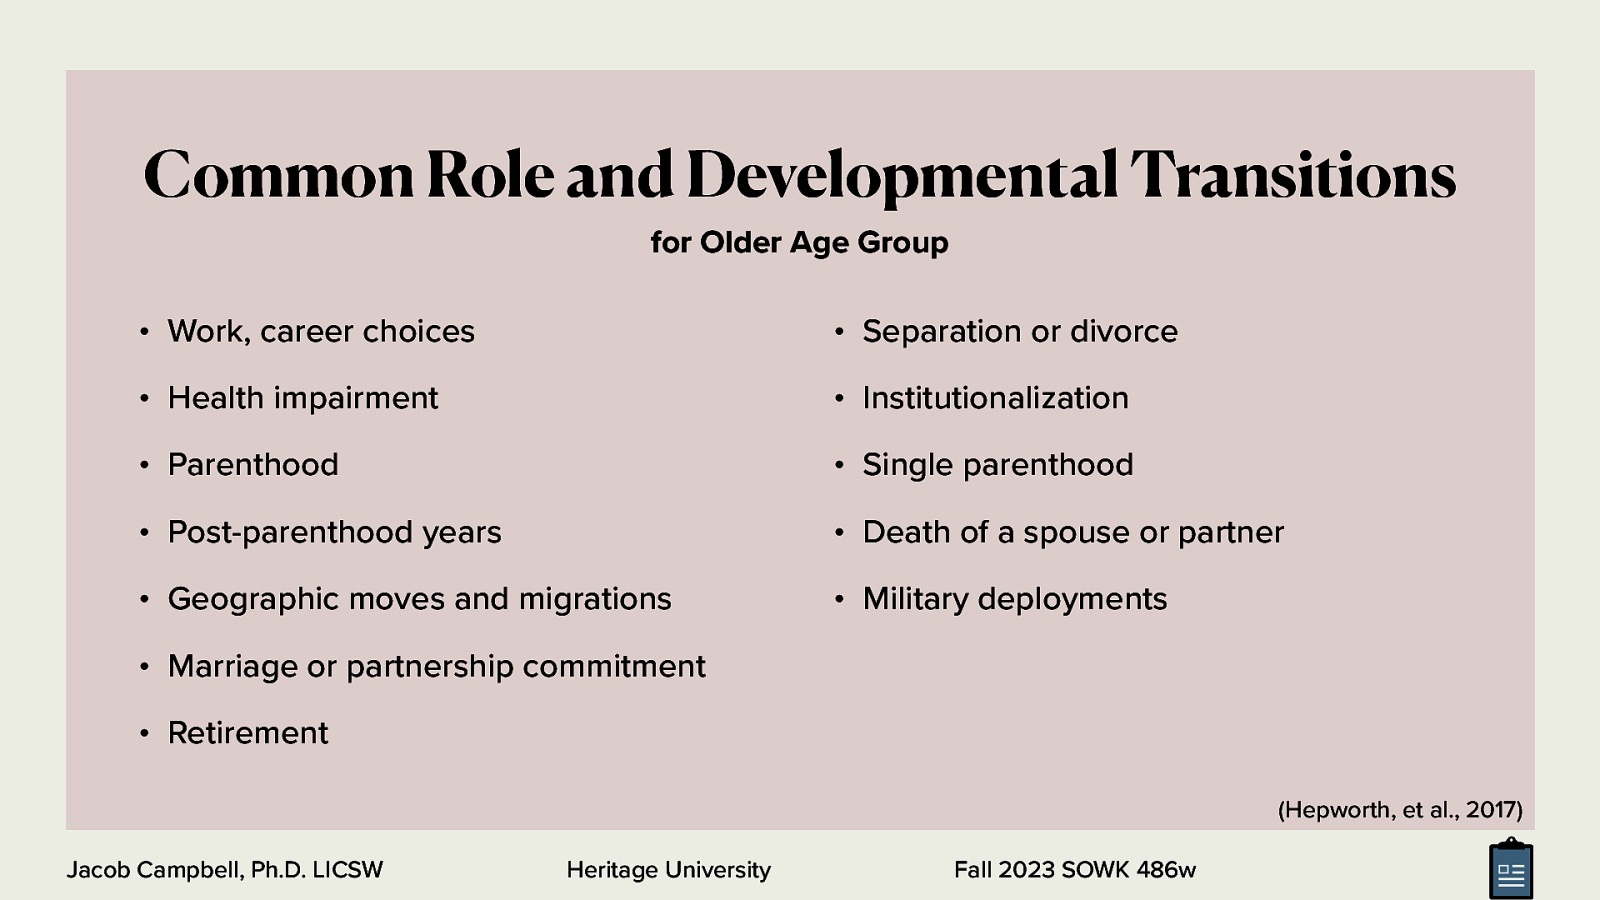 Common Role and Developmental Transitions
for Older Age Group
• Work, career choices
• Health impairment
• Parenthood
• Post-parenthood years
• Geographic moves and migrations
• Marriage or partnership commitment
• Retirement
• Separation or divorce
• Institutionalization
• Single parenthood
• Death of a spouse or partner
• Military deployments
(Hepworth, et al., 2017)
Jacob Campbell, Ph.D. LICSW
Heritage University
Fall 2023 SOWK 486w